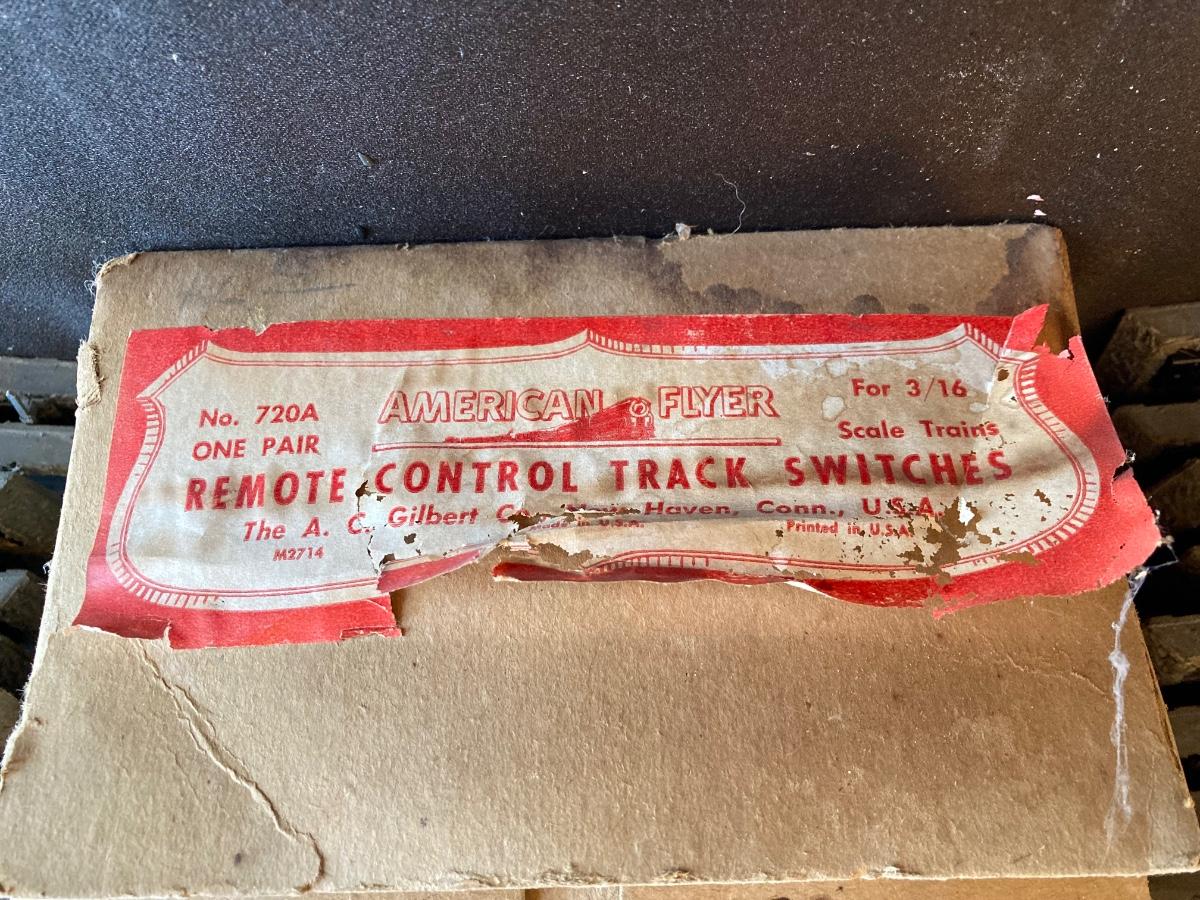 No. 720A
ONE PAIR
AMERICAN FLYER
For 3/16
Scale Trains
REMOTE CONTROL TRACK SWITCHES
The A. C. Gilbert Haven, Conn., U.S.A.
M2714
in U.S.A.
Printed in U.S.A.